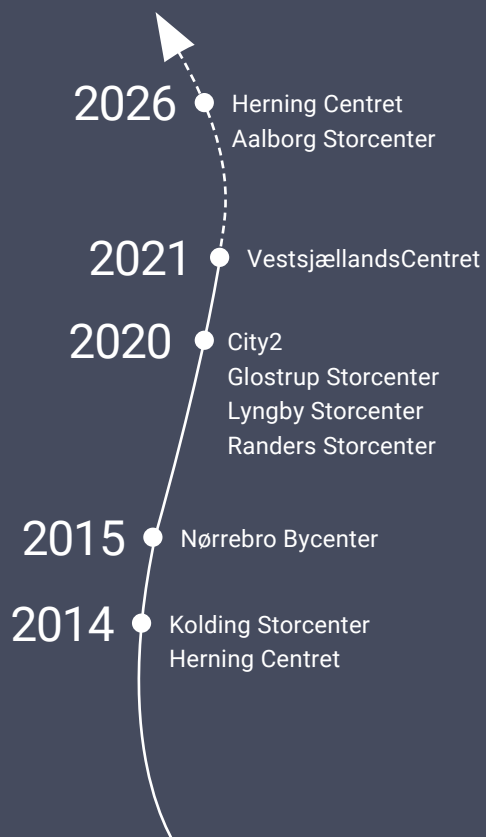 2026
Herning Centret
Aalborg Storcenter
2021
VestsjællandsCentret
2020
City2
Glostrup Storcenter
Lyngby Storcenter
Randers Storcenter
2015
Nørrebro Bycenter
2014
Kolding Storcenter
Herning Centret